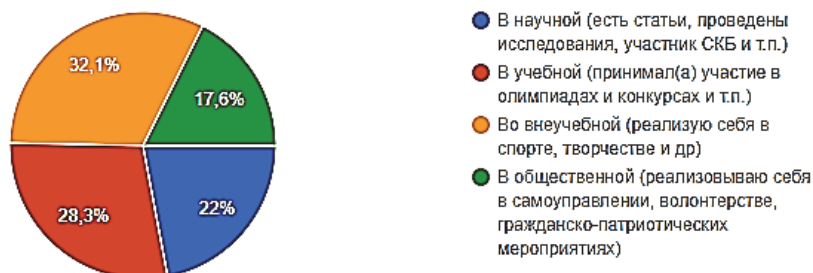 32,1%
17,6%
28,3%
22%
В научной (есть статьи, проведены
исследования, участник СКБ и т.п.)
В учебной (принимал(а) участие в
олимпиадах и конкурсах и т.п.)
Во внеучебной (реализую себя в
спорте, творчестве и др)
В общественной (реализовываю себя
в самоуправлении, волонтерстве,
гражданско-патриотических
мероприятиях)